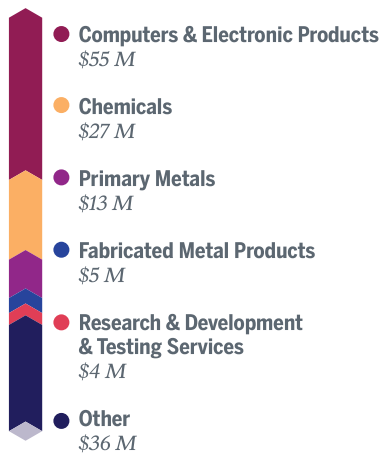 Computers & Electronic Products
$55 M
Chemicals
$27 M
Primary Metals
$13 M
Fabricated Metal Products
$5 M
Research & Development
& Testing Services
$4 M
Other
$36 M